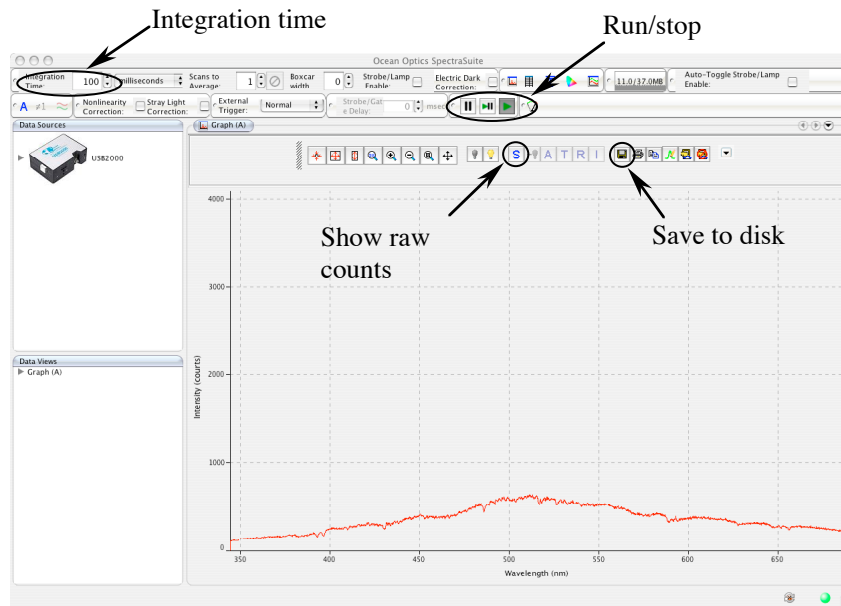 Integration time
Run/stop
Ocean Optics SpectraSuite
Integration Time: 100 milliseconds Scans to Average: 1 Boxcar width 0 Strobe/Lamp Enable: Electric Dark Correction: 11.0/37.0MB Auto-Toggle Strobe/Lamp Enable:
A ≠1 Nonlinearity Correction: Stray Light Correction: External Trigger: Normal Strobe/Gate Delay: 0 msec
Data Sources
Graph (A)
USB2000
S A T R I
Show raw
counts
Save to disk
Data Views
Graph (A)
Intensity (counts)
4000
3000
2000
1000
0
350 400 450 500 550 600 650
Wavelength (nm)